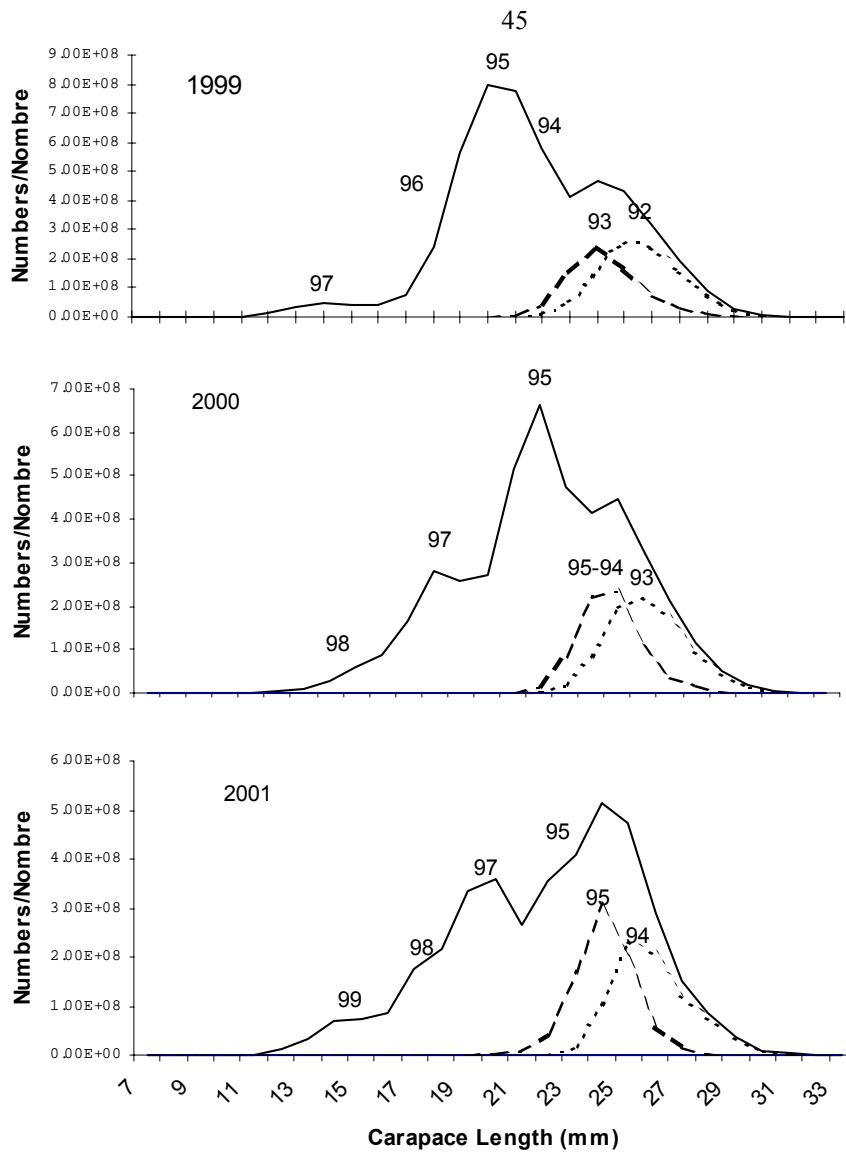 45
9.00E+08
8.00E+08
7.00E+08
6.00E+08
5.00E+08
4.00E+08
3.00E+08
2.00E+08
1.00E+08
0.00E+00
Numbers/Nombre
1999
95
94
96
92
93
97
7.00E+08
6.00E+08
5.00E+08
4.00E+08
3.00E+08
2.00E+08
1.00E+08
0.00E+00
Numbers/Nombre
2000
95
97
95-94
93
98
6.00E+08
5.00E+08
4.00E+08
3.00E+08
2.00E+08
1.00E+08
0.00E+00
Numbers/Nombre
2001
95
97
95
94
98
99
7 9 11 13 15 17 19 21 23 25 27 29 31 33
Carapace Length (mm)